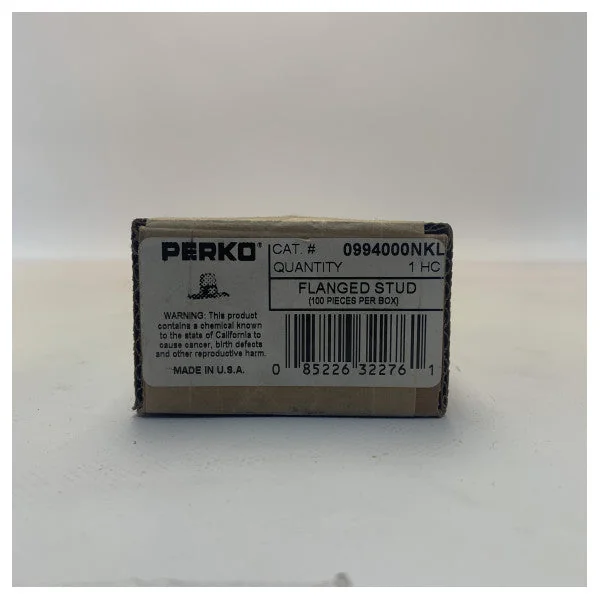 PERKO®
CAT. # 0994000NKL
QUANTITY 1 HC
FLANGED STUD
(100 PIECES PER BOX)
WARNING: This product
contains a chemical known
to the state of California to
cause cancer, birth defects
and other reproductive harm.
MADE IN U.S.A.
0 85226 32276 1